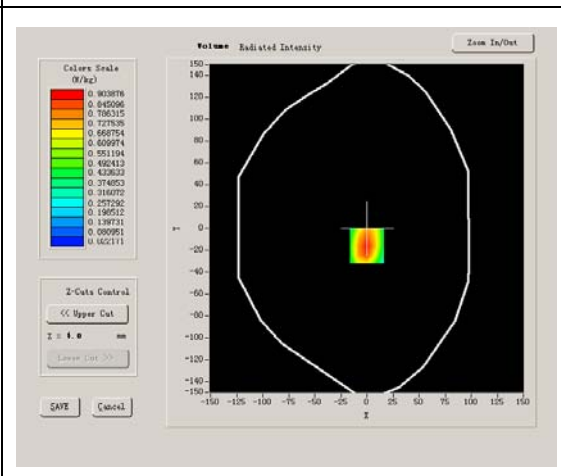 Volume Radiated Intensity
Zoom In/Out
Colors Scale
(W/kg)
0.903876
0.845096
0.786315
0.727535
0.668754
0.609974
0.551194
0.492413
0.433633
0.374853
0.316072
0.257292
0.198512
0.139731
0.080951
0.022171
Z-Cuts Control
<< Upper Cut
mm
Lower Cut >>
SAVE
Cancel
150
140
120
100
80
60
40
20
0
-20
-40
-60
-80
-100
-120
-140
-150
Y
-150 -125 -100 -75 -50 -25 0 25 50 75 100 125 150
X